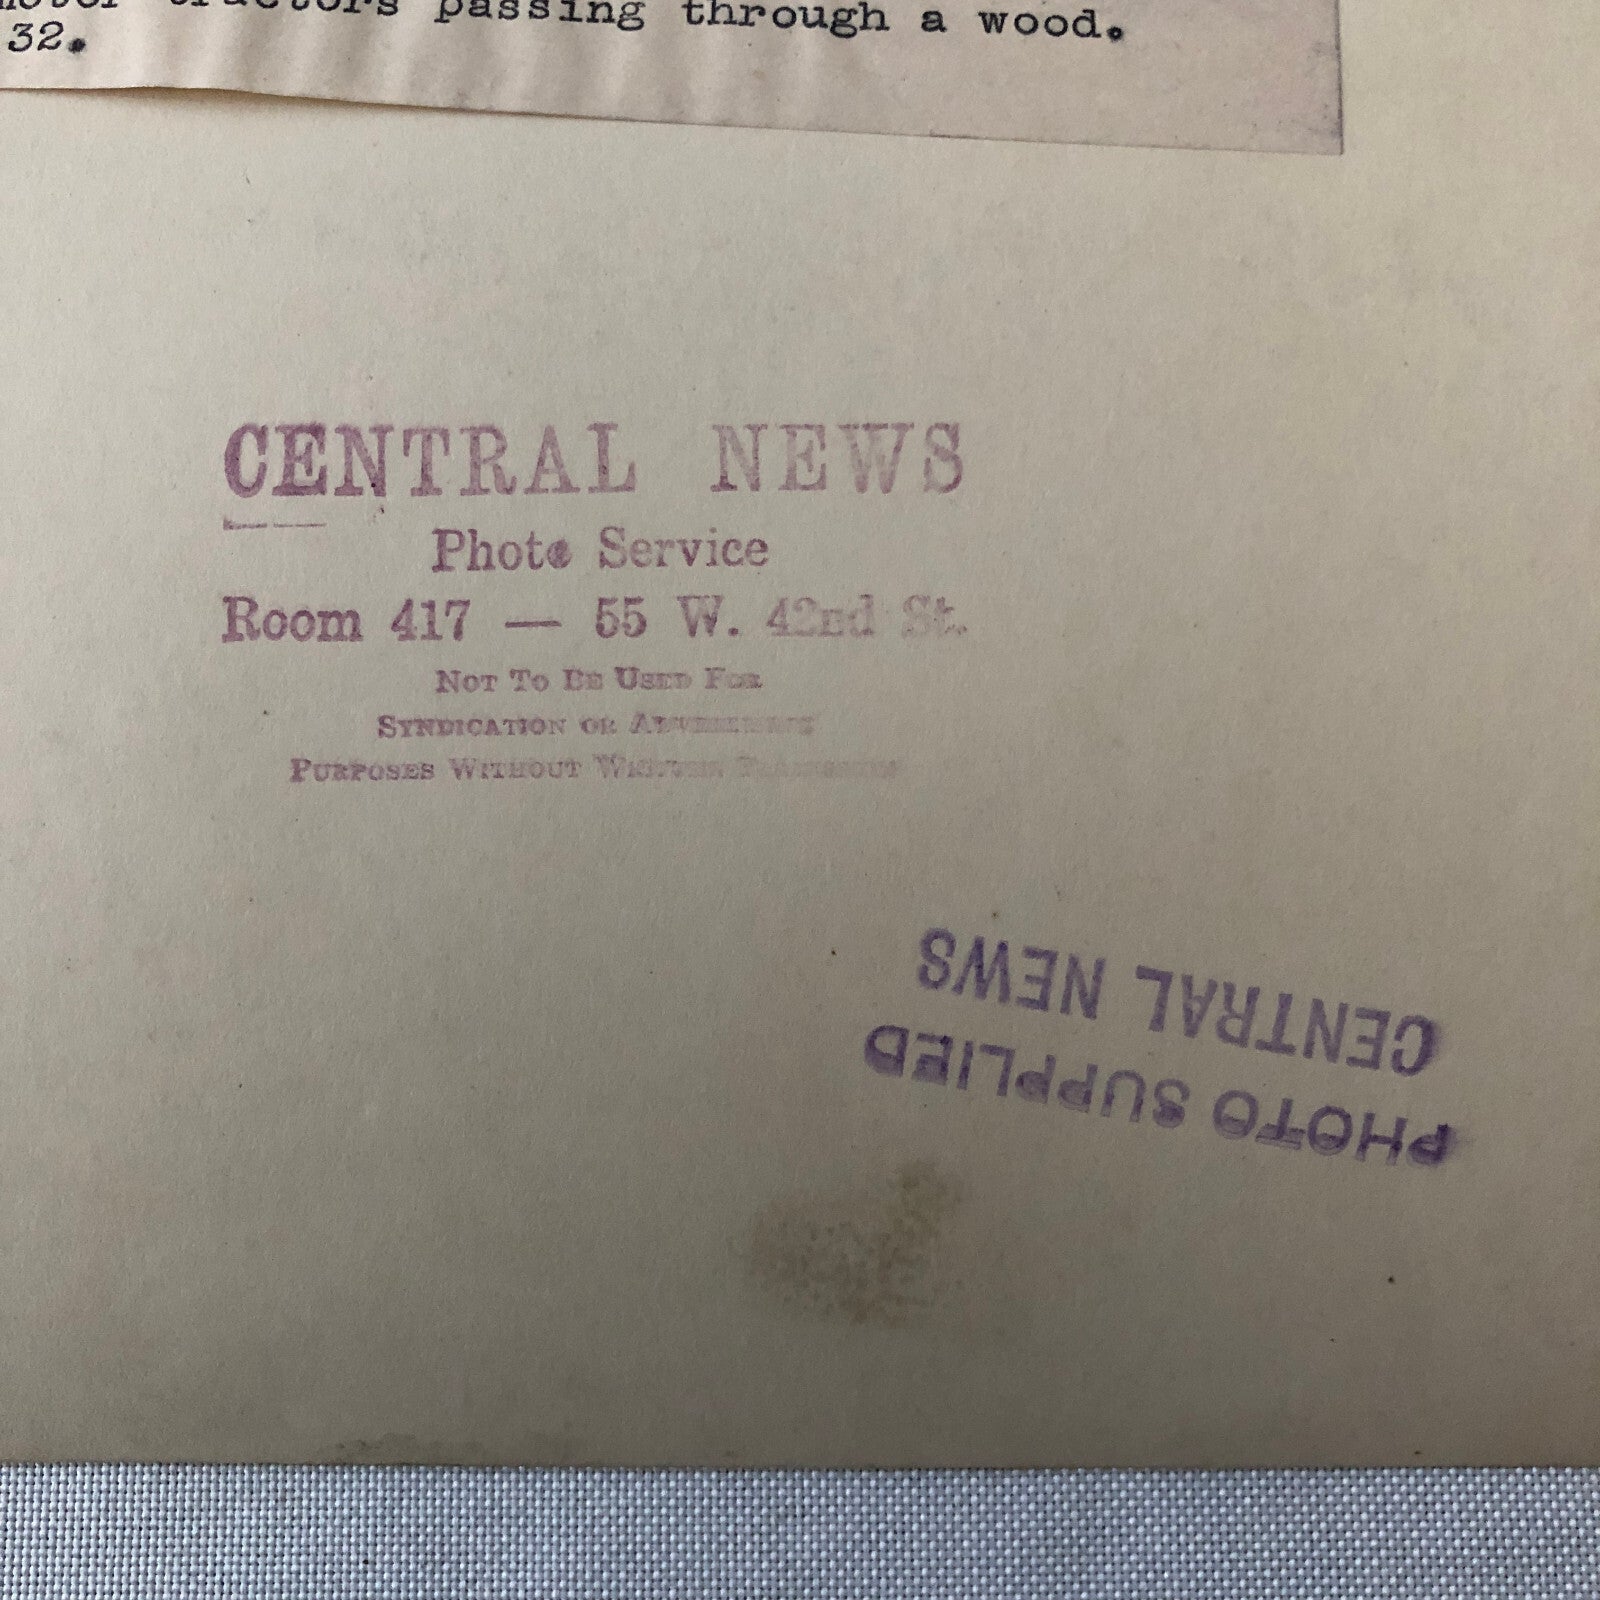 motor tractors passing through a wood.
32.
CENTRAL NEWS
Photo Service
Room 417 — 55 W. 42nd St.
Not To Be Used For
Syndication or
Purposes Without Written
PHOTO SUPPLIED
CENTRAL NEWS